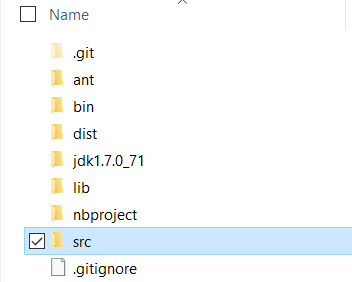 Name
.git
ant
bin
dist
jdk1.7.0_71
lib
nbproject
src
.gitignore